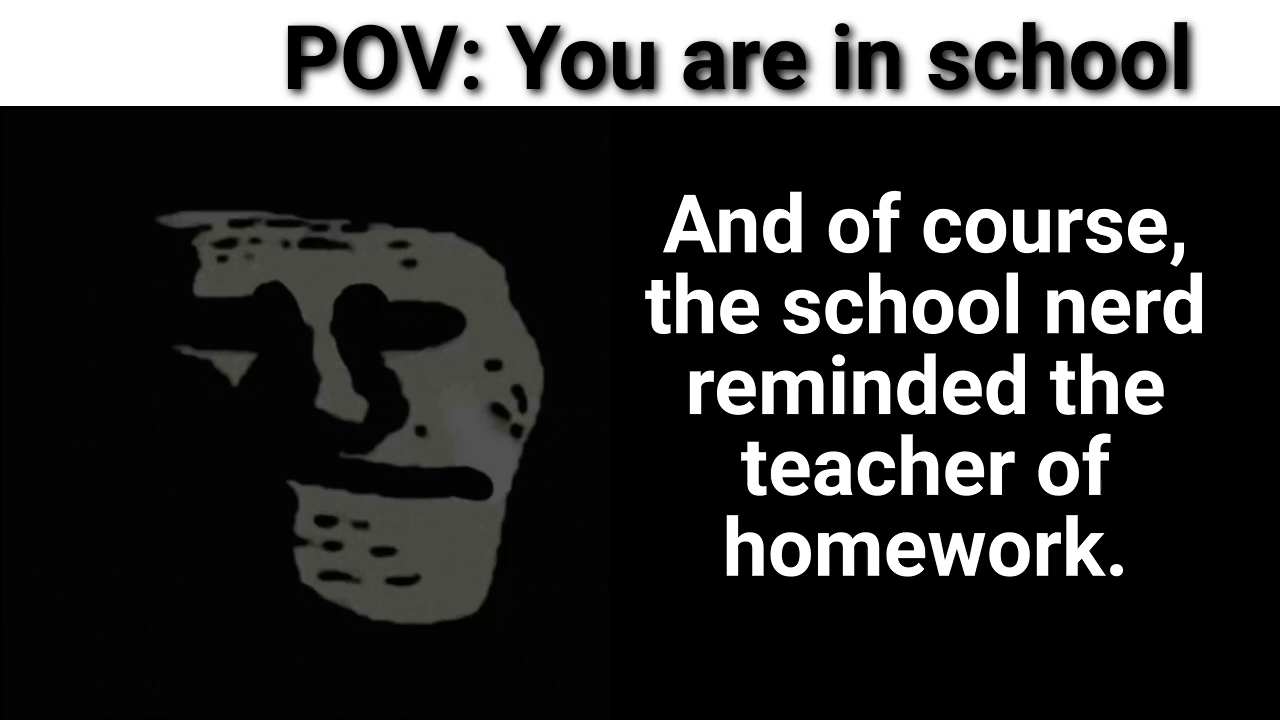 POV: You are in school
And of course,
the school nerd
reminded the
teacher of
homework.